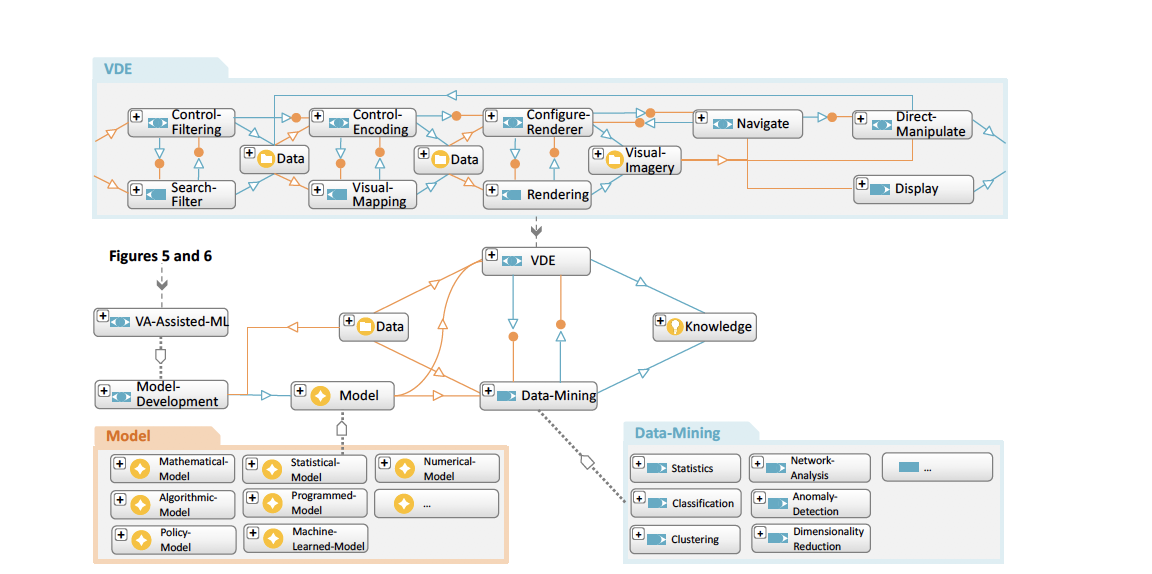 VDE
Control-
Filtering
Control-
Encoding
Configure-
Renderer
Navigate
Direct-
Manipulate
Data
Data
Visual-
Imagery
Search-
Filter
Visual-
Mapping
Rendering
Display
Figures 5 and 6
VDE
VA-Assisted-ML
Data
Knowledge
Model-
Development
Model
Data-Mining
Model
Mathematical-
Model
Statistical-
Model
Numerical-
Model
Algorithmic-
Model
Programmed-
Model
...
Policy-
Model
Machine-
Learned-Model
Data-Mining
Statistics
Network-
Analysis
...
Classification
Anomaly-
Detection
Clustering
Dimensionality
Reduction